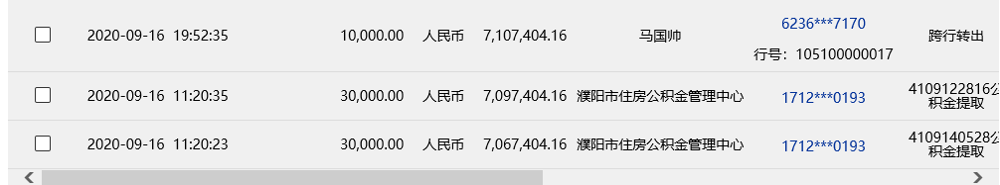 6236***7170
2020-09-16 19:52:35 10,000.00 人民币 7,107,404.16 马国帅 跨行转出
行号：105100000017
4109122816公
2020-09-16 11:20:35 30,000.00 人民币 7,097,404.16 濮阳市住房公积金管理中心 1712***0193
积金提取
4109140528公
2020-09-16 11:20:23 30,000.00 人民币 7,067,404.16 濮阳市住房公积金管理中心 1712***0193
积金提取